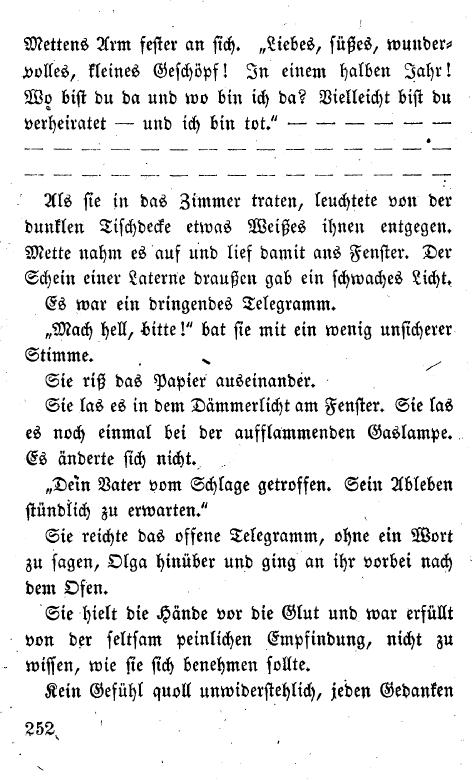 Mettens Arm fester an sich. „Liebes, süßes, wunder-
volles, kleines Geschöpf! In einem halben Jahr!
Wo bist du da und wo bin ich da? Vielleicht bist du
verheiratet — und ich bin tot.“ — — — — — —
— — — — — — — — — — — — — — — —
— — — — — — — — — — — — — — — —
Als sie in das Zimmer traten, leuchtete von der
dunklen Tischdecke etwas Weißes ihnen entgegen.
Mette nahm es auf und lief damit ans Fenster. Der
Schein einer Laterne draußen gab ein schwaches Licht.
Es war ein dringendes Telegramm.
„Mach hell, bitte!“ bat sie mit ein wenig unsicherer
Stimme.
Sie riß das Papier auseinander.
Sie las es in dem Dämmerlicht am Fenster. Sie las
es noch einmal bei der aufflammenden Gaslampe.
Es änderte sich nicht.
„Dein Vater vom Schlage getroffen. Sein Ableben
stündlich zu erwarten.“
Sie reichte das offene Telegramm, ohne ein Wort
zu sagen, Olga hinüber und ging an ihr vorbei nach
dem Ofen.
Sie hielt die Hände vor die Glut und war erfüllt
von der seltsam peinlichen Empfindung, nicht zu
wissen, wie sie sich benehmen sollte.
Kein Gefühl quoll unwiderstehlich, jeden Gedanken
252